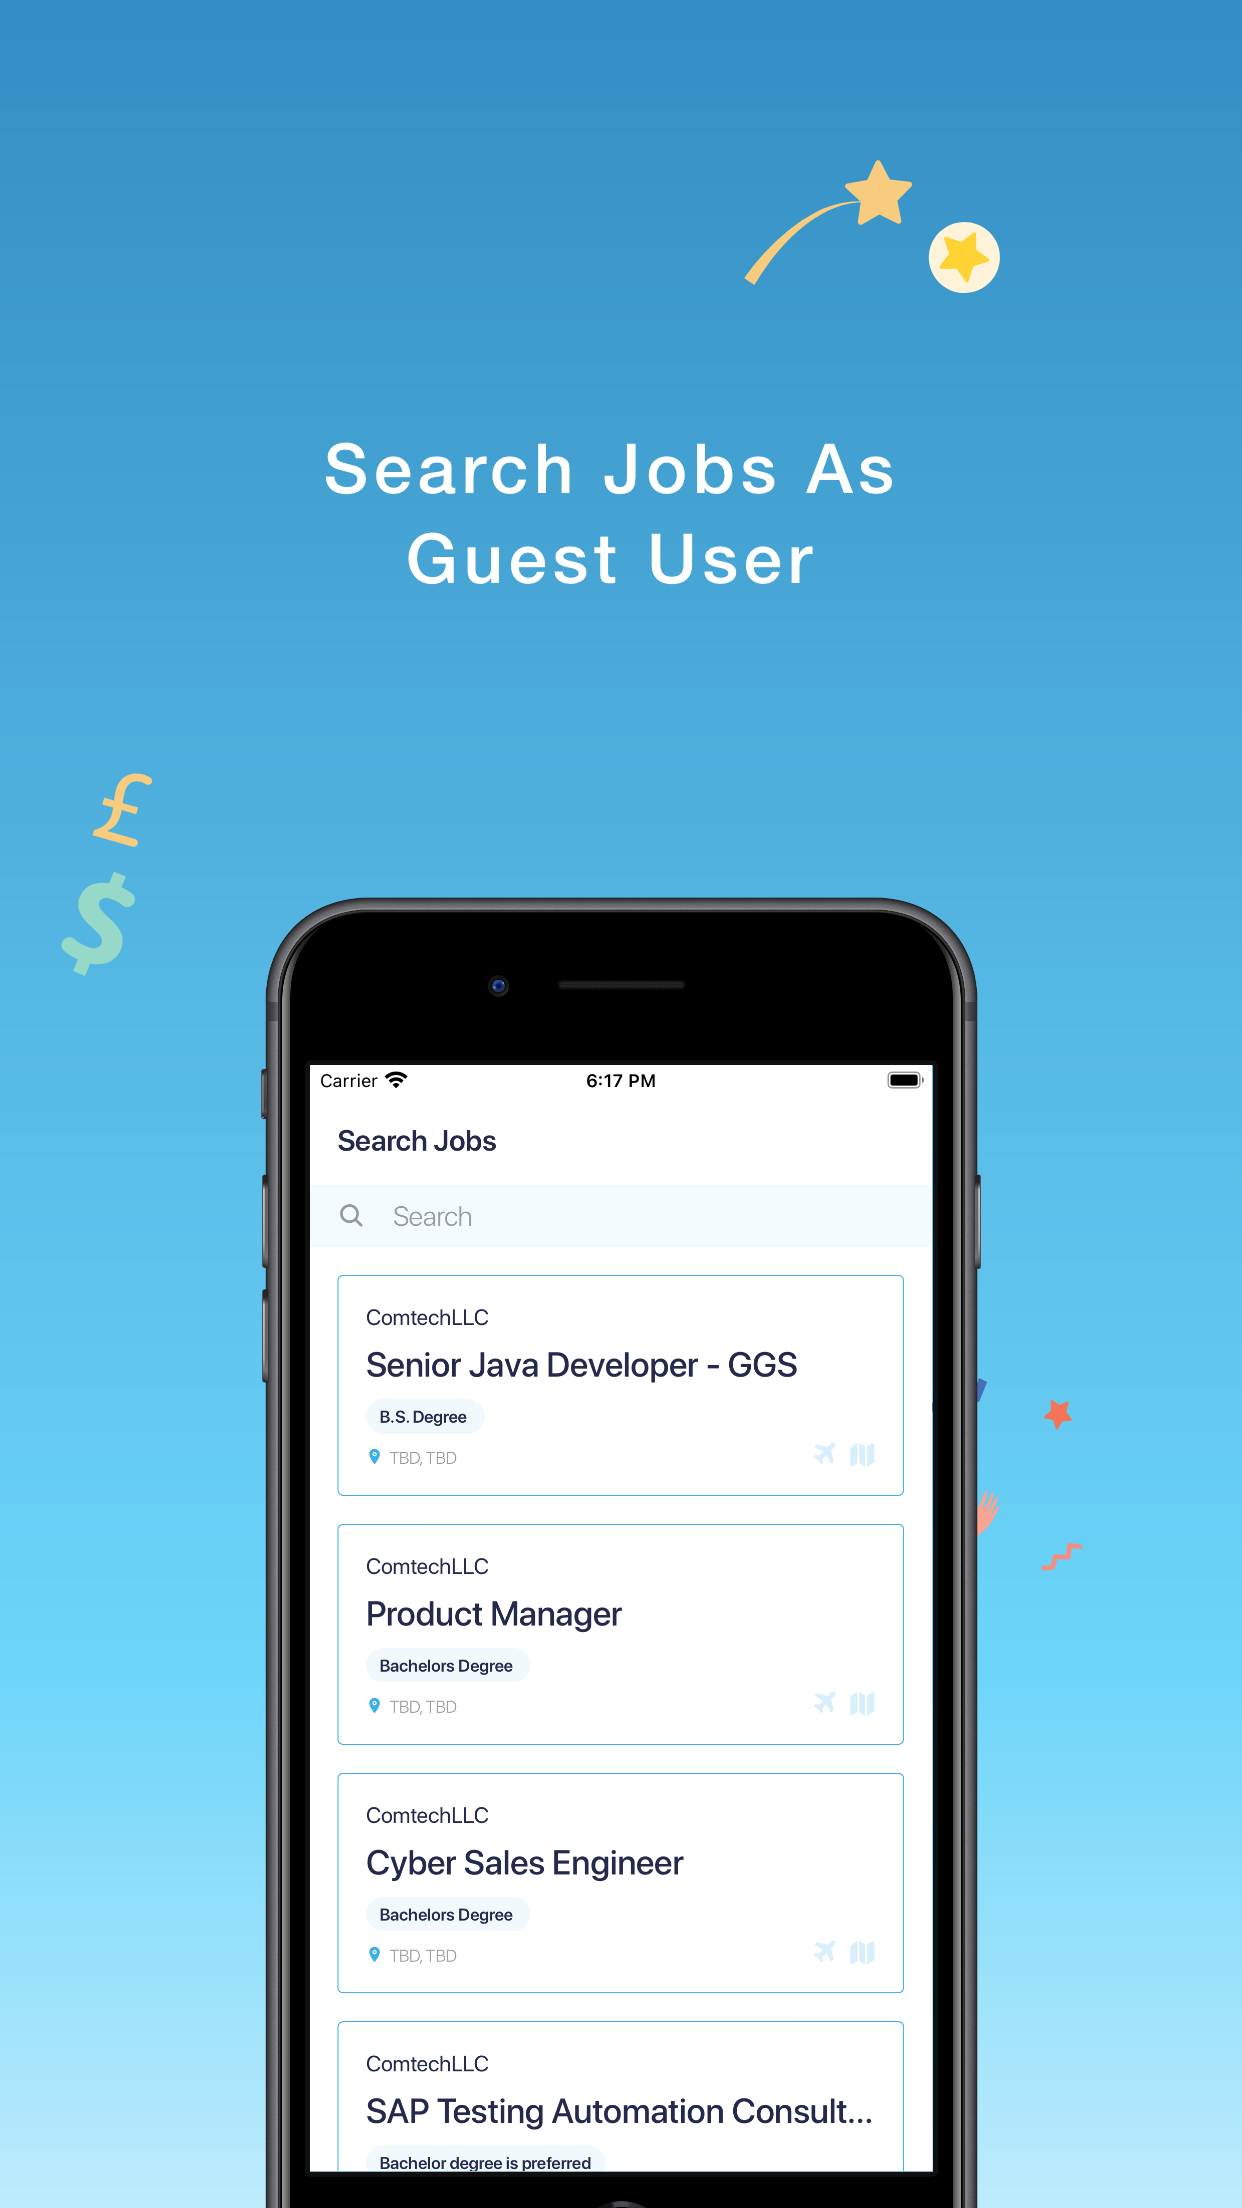 Search Jobs As
Guest User
£
$
Carrier 6:17 PM
Search Jobs
Search
ComtechLLC
Senior Java Developer - GGS
B.S. Degree
TBD, TBD
ComtechLLC
Product Manager
Bachelors Degree
TBD, TBD
ComtechLLC
Cyber Sales Engineer
Bachelors Degree
TBD, TBD
ComtechLLC
SAP Testing Automation Consult...
Bachelor degree is preferred